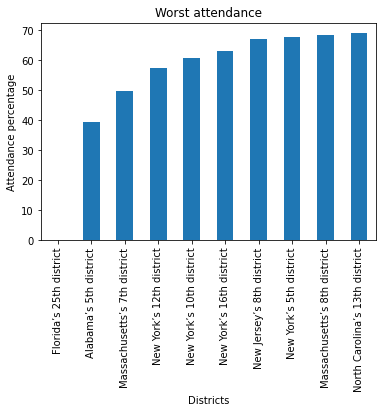 Worst attendance
Attendance percentage
70
60
50
40
30
20
10
0
Florida's 25th district
Alabama's 5th district
Massachusetts's 7th district
New York's 12th district
New York's 10th district
New York's 16th district
New Jersey's 8th district
New York's 5th district
Massachusetts's 8th district
North Carolina's 13th district
Districts